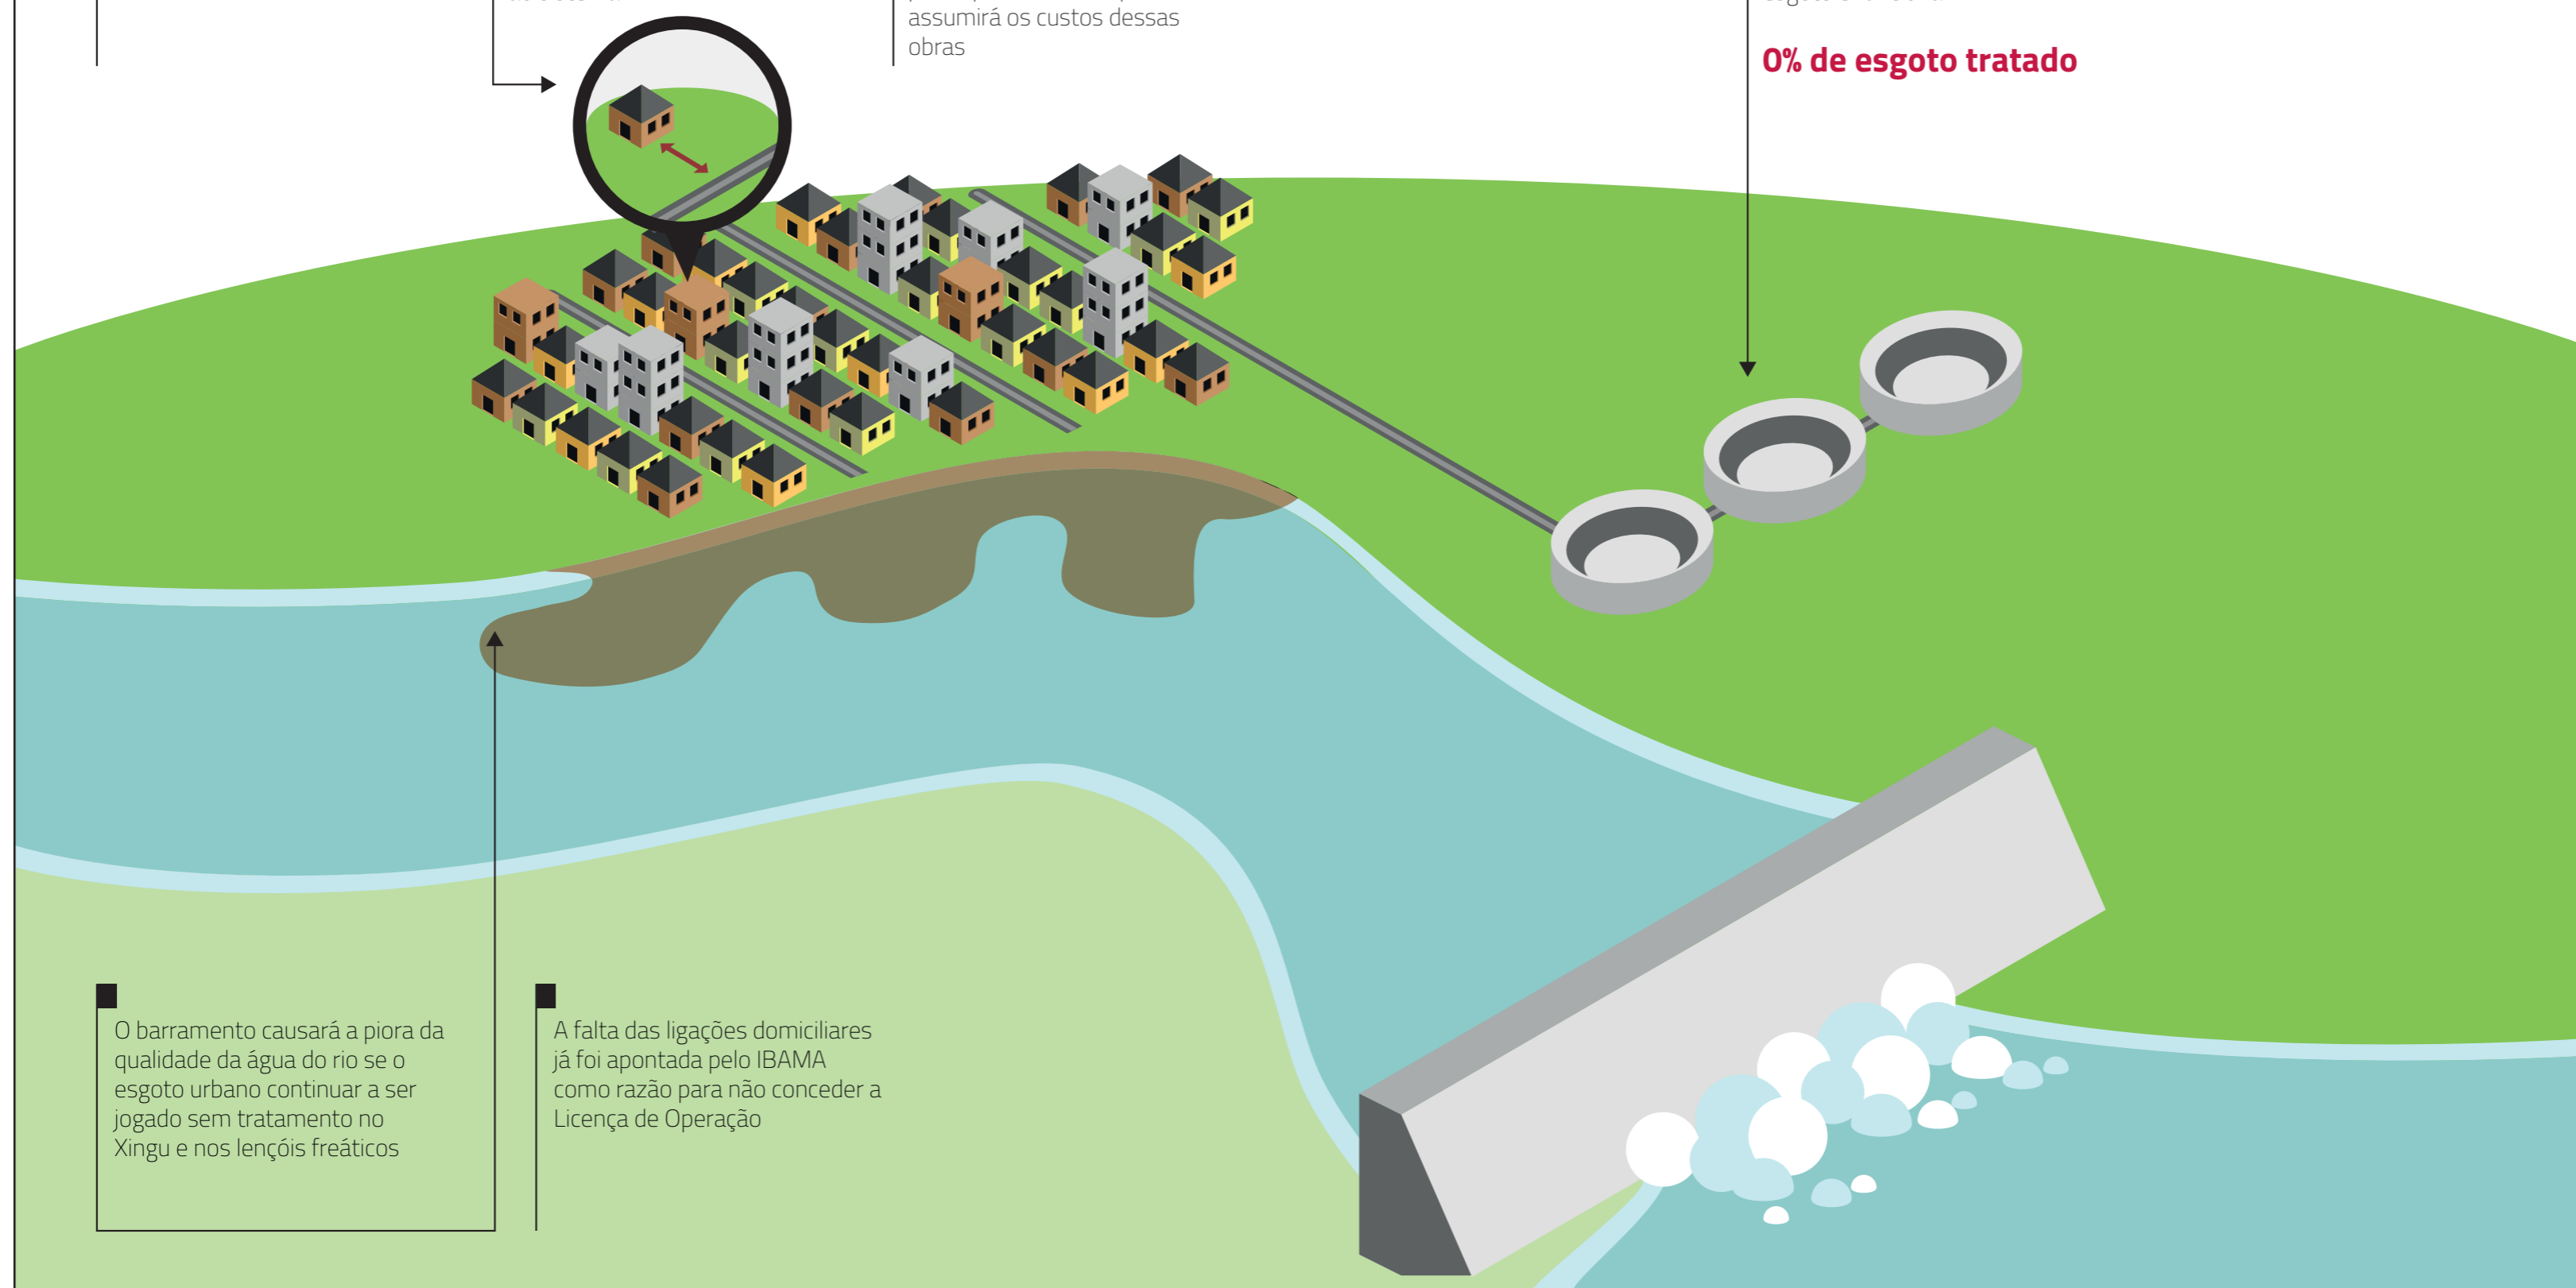 assumirá os custos dessas
obras
0% de esgoto tratado
O barramento causará a piora da
qualidade da água do rio se o
esgoto urbano continuar a ser
jogado sem tratamento no
Xingu e nos lençóis freáticos
A falta das ligações domiciliares
já foi apontada pelo IBAMA
como razão para não conceder a
Licença de Operação